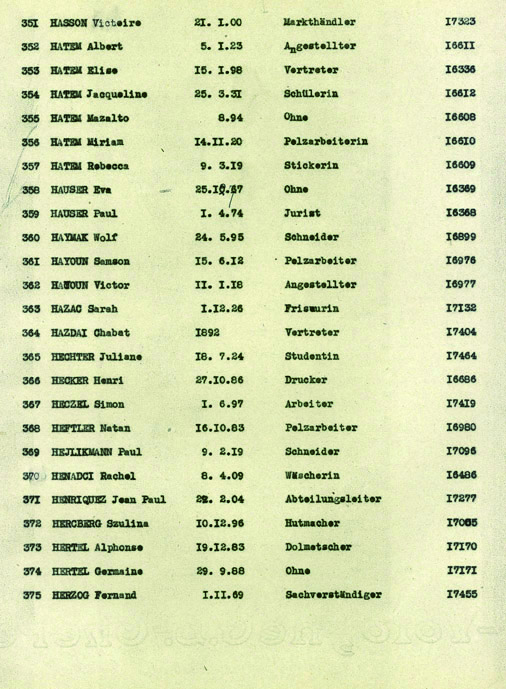 351 HASSON Victoire 21. 1.00 Markthändler 17323
352 HATEM Albert 5. 1.23 Angestellter 16611
353 HATEM Elise 15. 1.98 Vertreter 16336
354 HATEM Jacqueline 25. 3.31 Schülerin 16612
355 HATEM Mazalto 8.94 Ohne 16608
356 HATEM Miriam 14.11.20 Pelzarbeiterin 16610
357 HATEM Rebecca 9. 3.19 Stickerin 16609
358 HAUSER Eva Ohne 16369
359 HAUSER Paul 1. 4.74 Jurist 16368
360 HAYMAK Wolf 24. 5.95 Schneider 16899
361 HAYOUN Samson 15. 6.12 Pelzarbeiter 16976
362 HAYOUN Victor 11. 1.18 Angestellter 16977
363 HAZAC Sarah 1.12.26 Friseurin 17132
364 HAZDAI Chabat 1892 Vertreter 17404
365 HECHTER Juliane 18. 7.24 Studentin 17464
366 HECKER Henri 27.10.86 Drucker 16686
367 HECZEL Simon 1. 6.97 Arbeiter 17419
368 HEFTLER Natan 16.10.83 Pelzarbeiter 16980
369 HEJLIKMANN Paul 9. 2.19 Schneider 17096
370 HENADCI Rachel 8. 4.09 Wäscherin 16486
371 HENRIQUEZ Jean Paul 22. 2.04 Abteilungsleiter 17277
372 HERCBERG Szulina 10.12.96 Hutmacher 17065
373 HERTEL Alphonse 19.12.83 Dolmetscher 17170
374 HERTEL Germaine 29. 9.88 Ohne 17171
375 HERZOG Fernand 1.11.69 Sachverständiger 17455